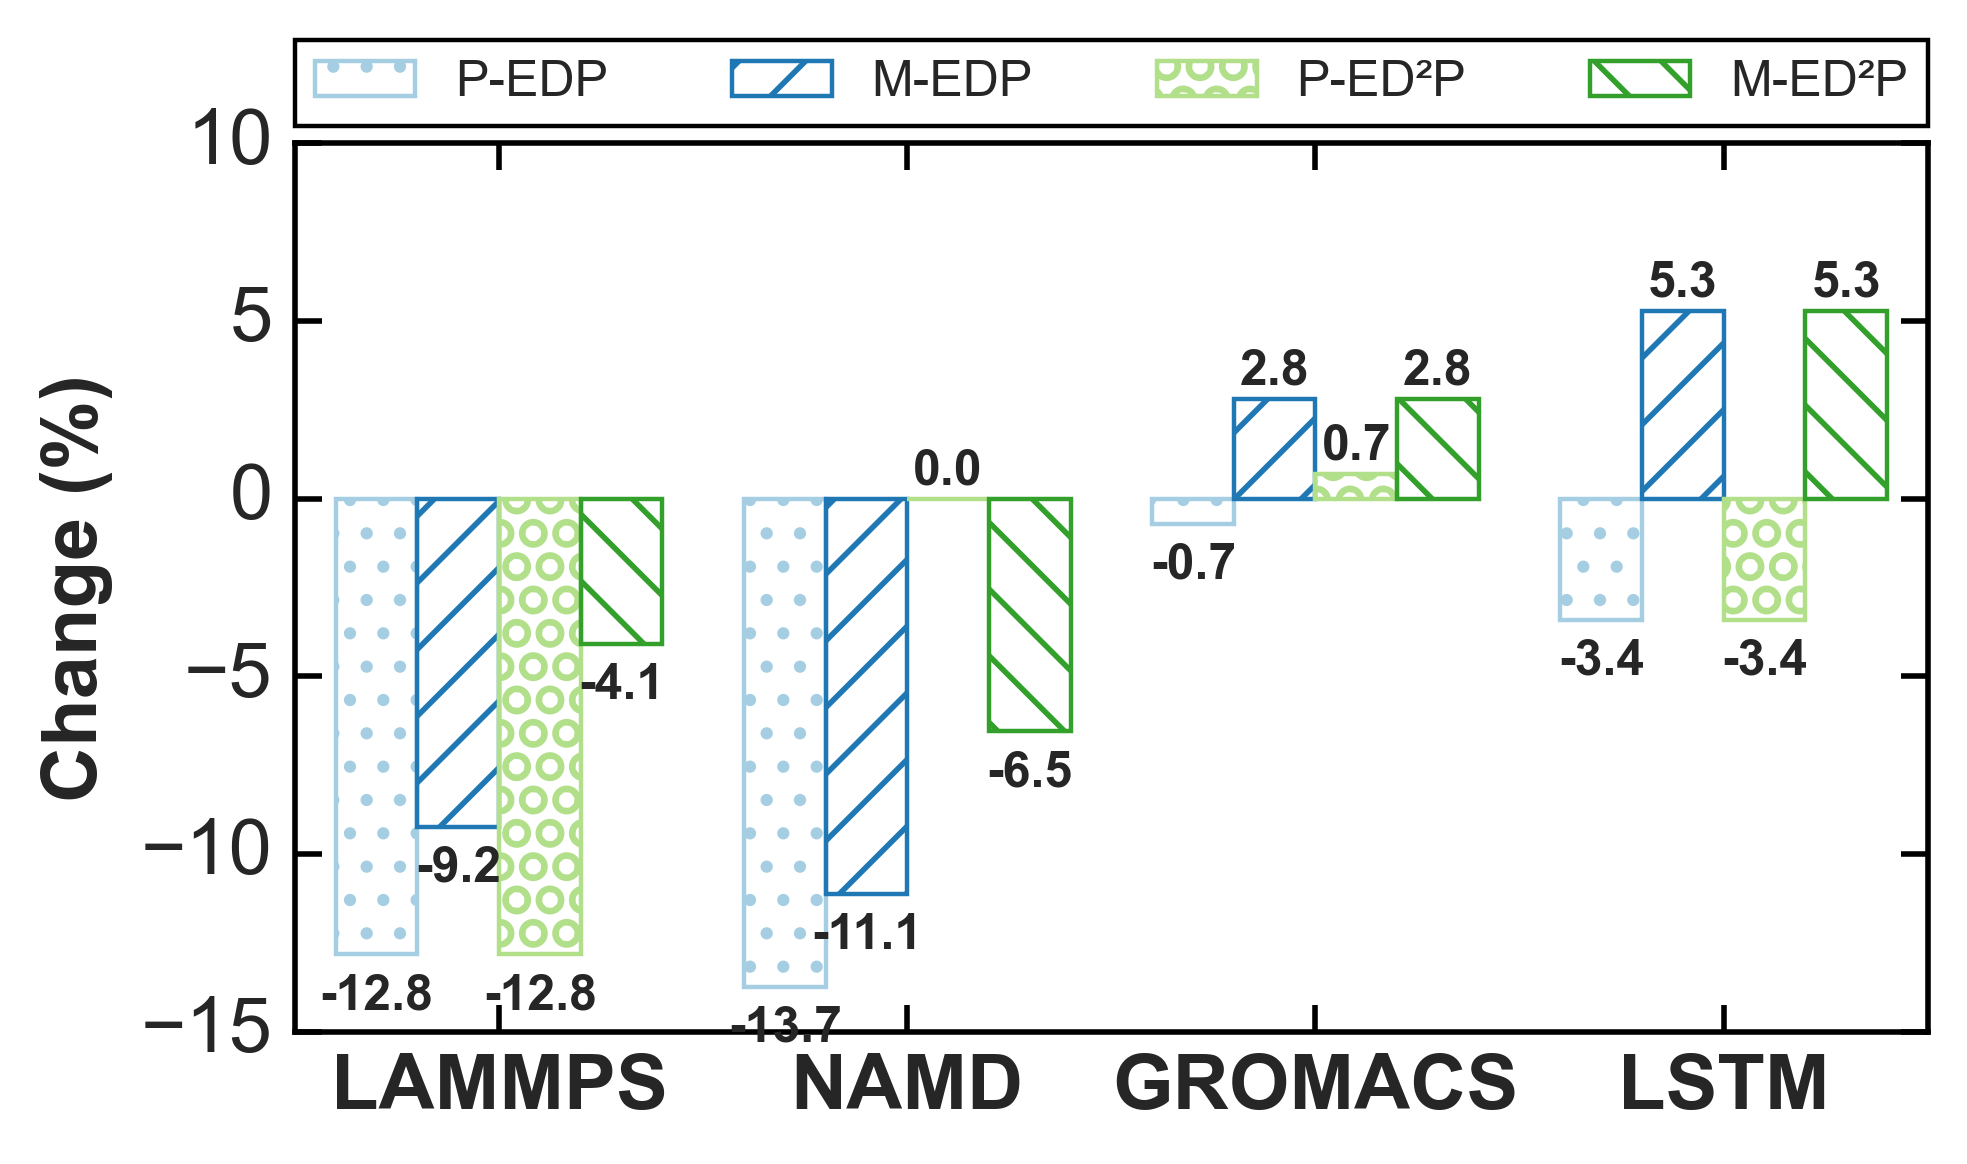 P-EDP M-EDP P-ED²P M-ED²P
10
5
0
−5
−10
−15
Change (%)
-12.8 -9.2 -12.8 -4.1
-13.7 -11.1 0.0 -6.5
-0.7 2.8 0.7 2.8
-3.4 5.3 -3.4 5.3
LAMMPS NAMD GROMACS LSTM